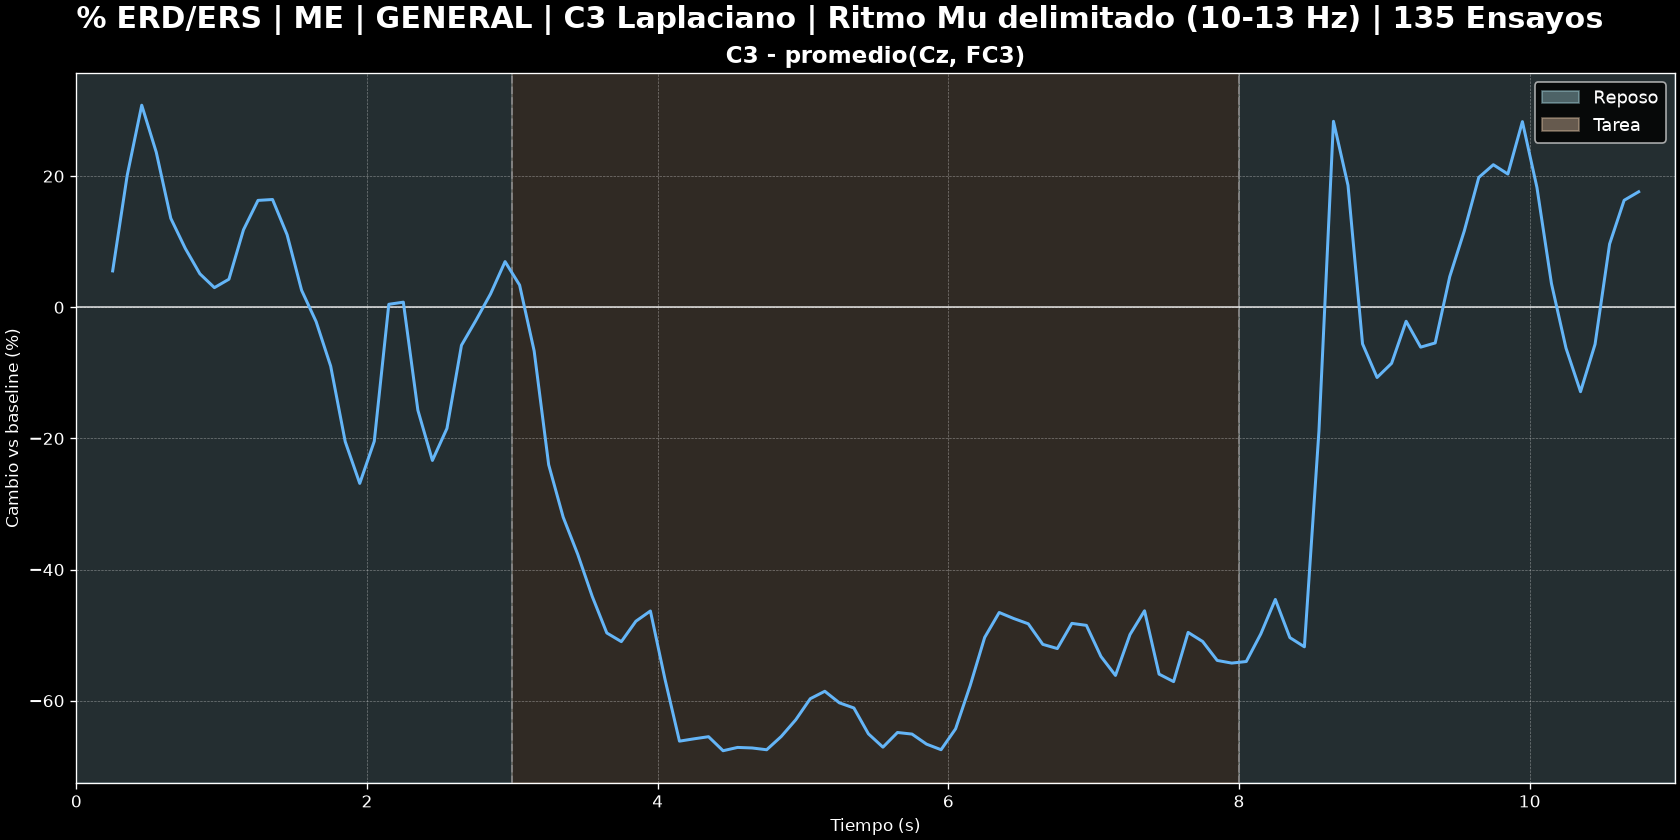 % ERD/ERS | ME | GENERAL | C3 Laplaciano | Ritmo Mu delimitado (10-13 Hz) | 135 Ensayos
C3 - promedio(Cz, FC3)
Reposo
Tarea
Cambio vs baseline (%)
20
0
−20
−40
−60
0 2 4 6 8 10
Tiempo (s)